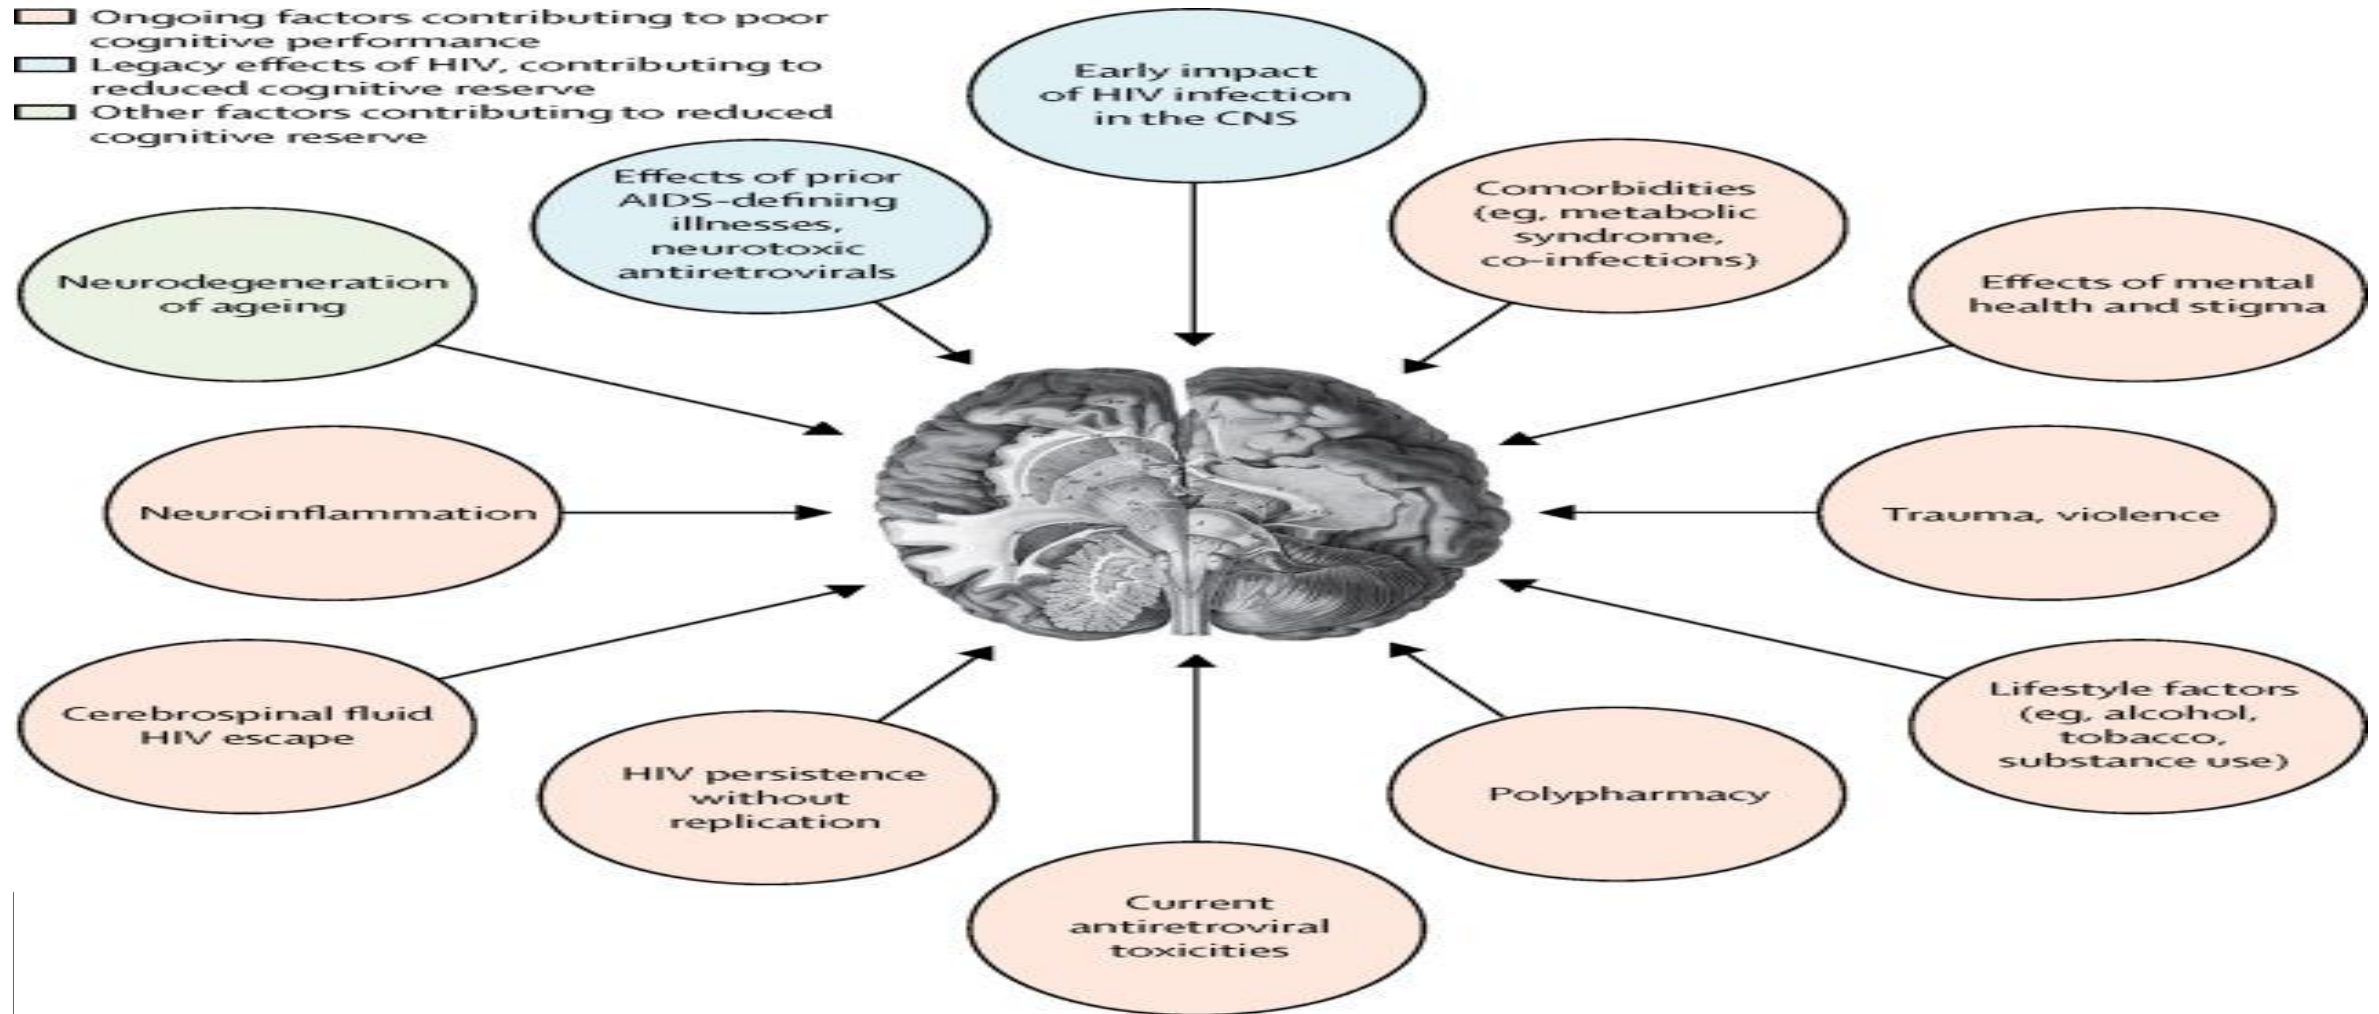 Ongoing factors contributing to poor
cognitive performance
Legacy effects of HIV, contributing to
reduced cognitive reserve
Other factors contributing to reduced
cognitive reserve
Early impact
of HIV infection
in the CNS
Effects of prior
AIDS-defining
illnesses,
neurotoxic
antiretrovirals
Comorbidities
(eg, metabolic
syndrome,
co-infections)
Neurodegeneration
of ageing
Effects of mental
health and stigma
Neuroinflammation
Trauma, violence
Cerebrospinal fluid
HIV escape
Lifestyle factors
(eg, alcohol,
tobacco,
substance use)
HIV persistence
without
replication
Polypharmacy
Current
antiretroviral
toxicities